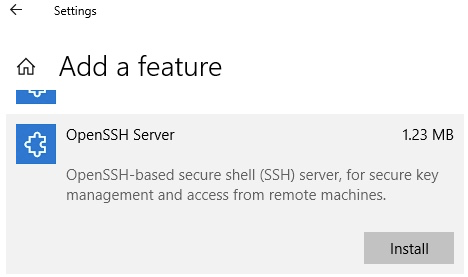 Settings
Add a feature
OpenSSH Server 1.23 MB
OpenSSH-based secure shell (SSH) server, for secure key
management and access from remote machines.
Install